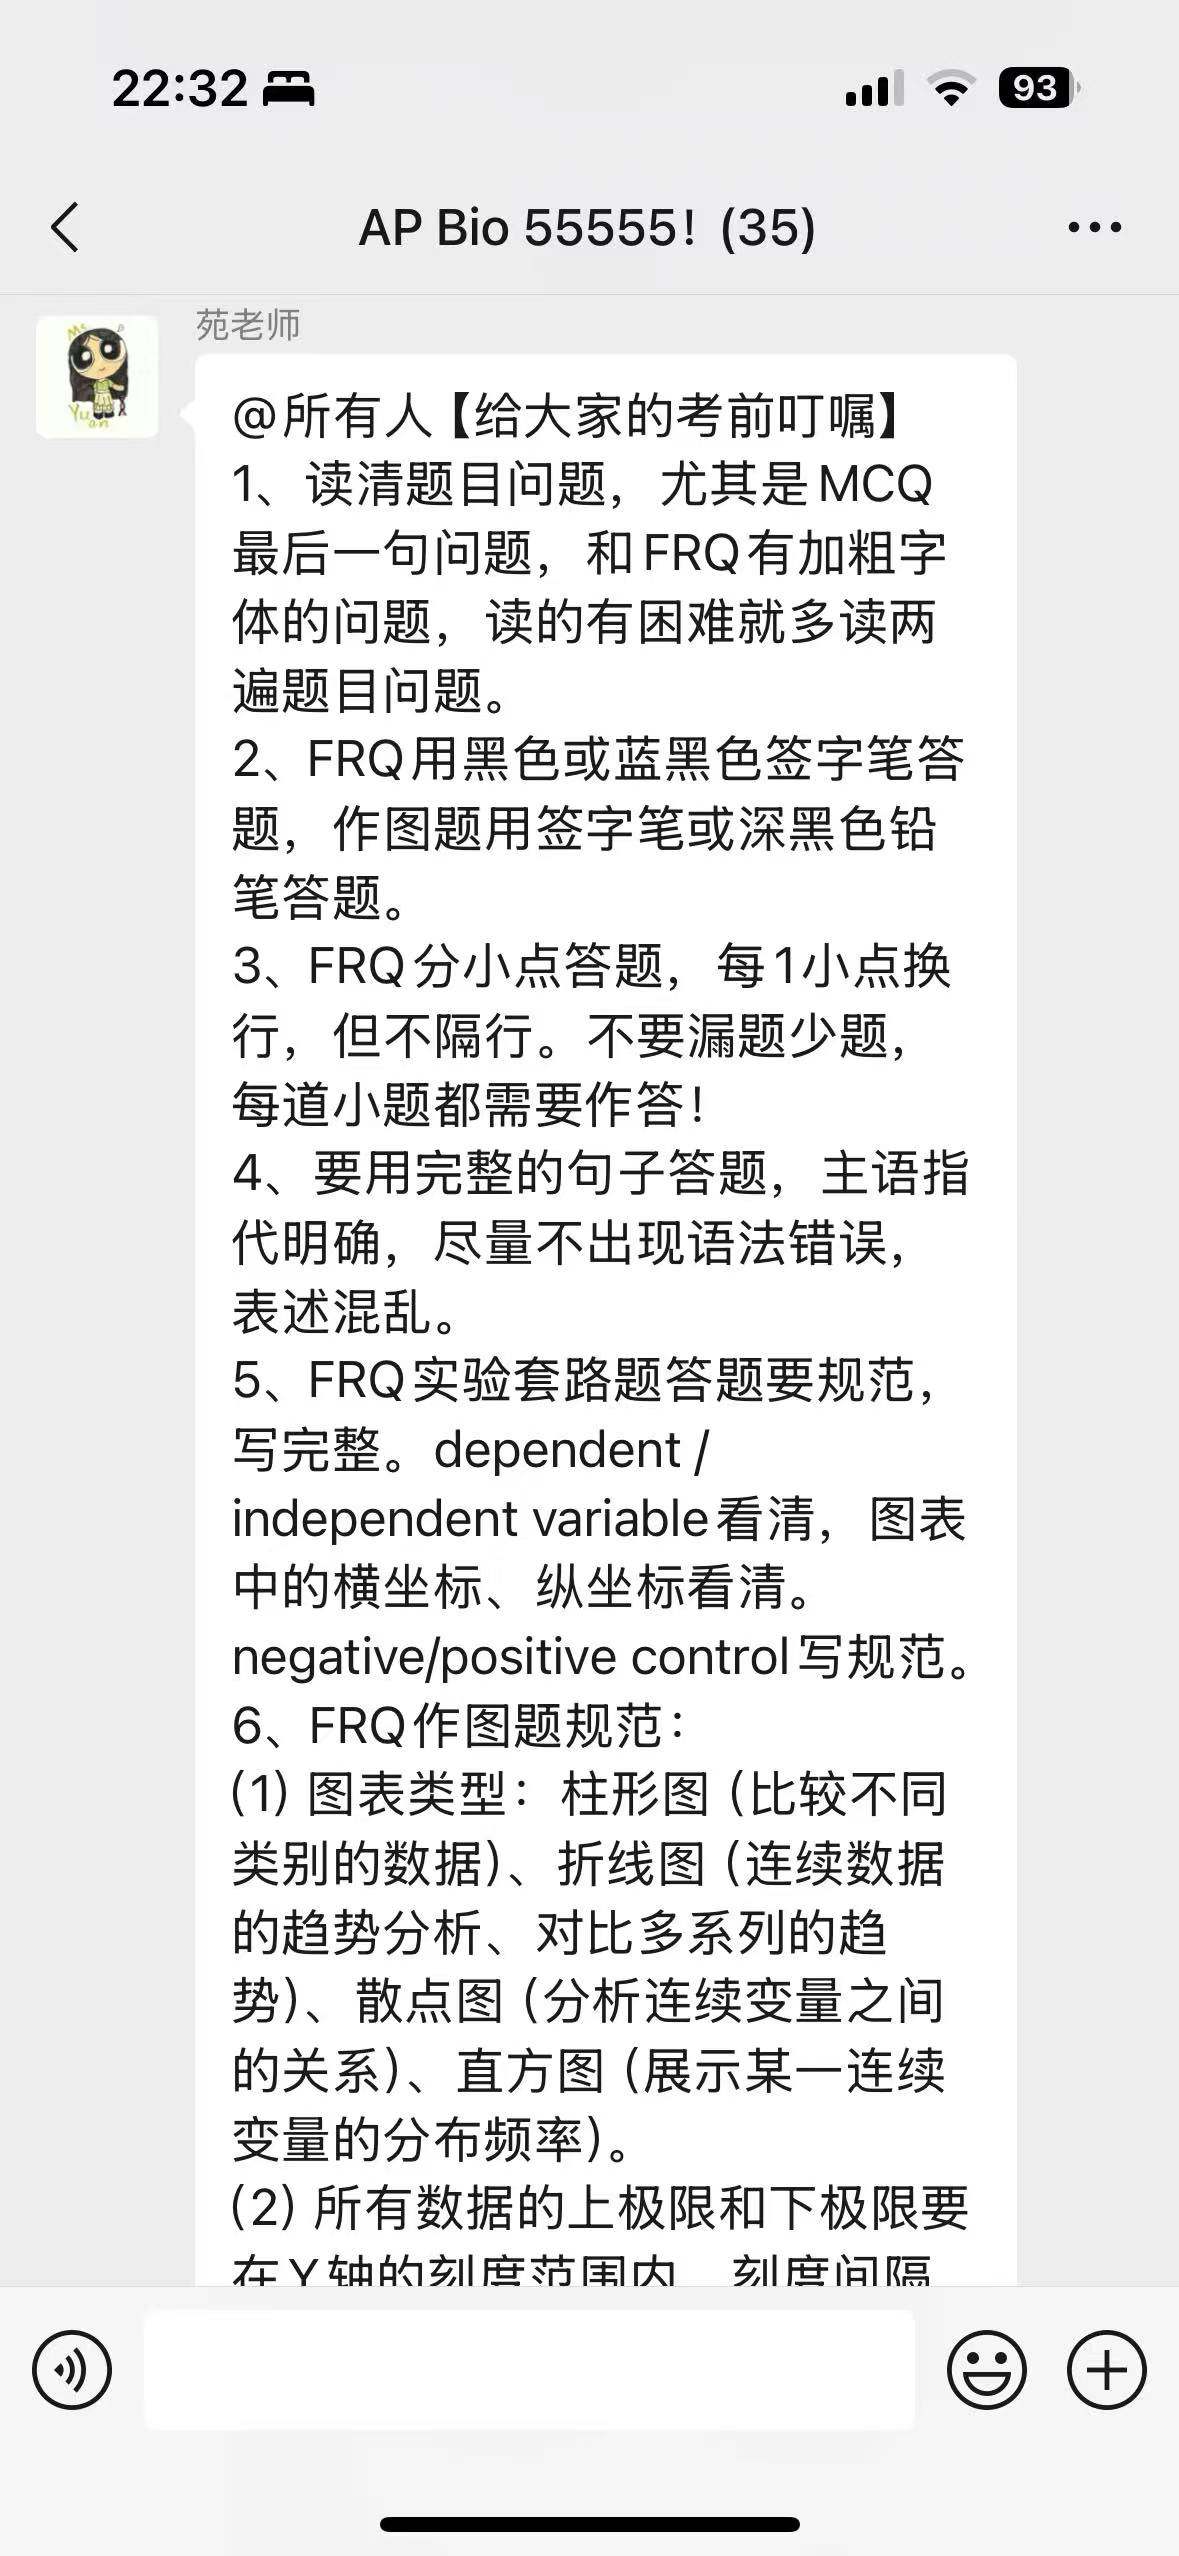 22:32
93
AP Bio 55555！(35)
苑老师
Ms
Yuan
@所有人【给大家的考前叮嘱】
1、读清题目问题，尤其是MCQ
最后一句问题，和FRQ有加粗字
体的问题，读的有困难就多读两
遍题目问题。
2、FRQ用黑色或蓝黑色签字笔答
题，作图题用签字笔或深黑色铅
笔答题。
3、FRQ分小点答题，每1小点换
行，但不隔行。不要漏题少题，
每道小题都需要作答！
4、要用完整的句子答题，主语指
代明确，尽量不出现语法错误，
表述混乱。
5、FRQ实验套路题答题要规范，
写完整。dependent /
independent variable看清，图表
中的横坐标、纵坐标看清。
negative/positive control写规范。
6、FRQ作图题规范：
(1) 图表类型：柱形图（比较不同
类别的数据）、折线图（连续数据
的趋势分析、对比多系列的趋
势）、散点图（分析连续变量之间
的关系）、直方图（展示某一连续
变量的分布频率）。
(2) 所有数据的上极限和下极限要
在Y轴的刻度范围内，刻度间隔